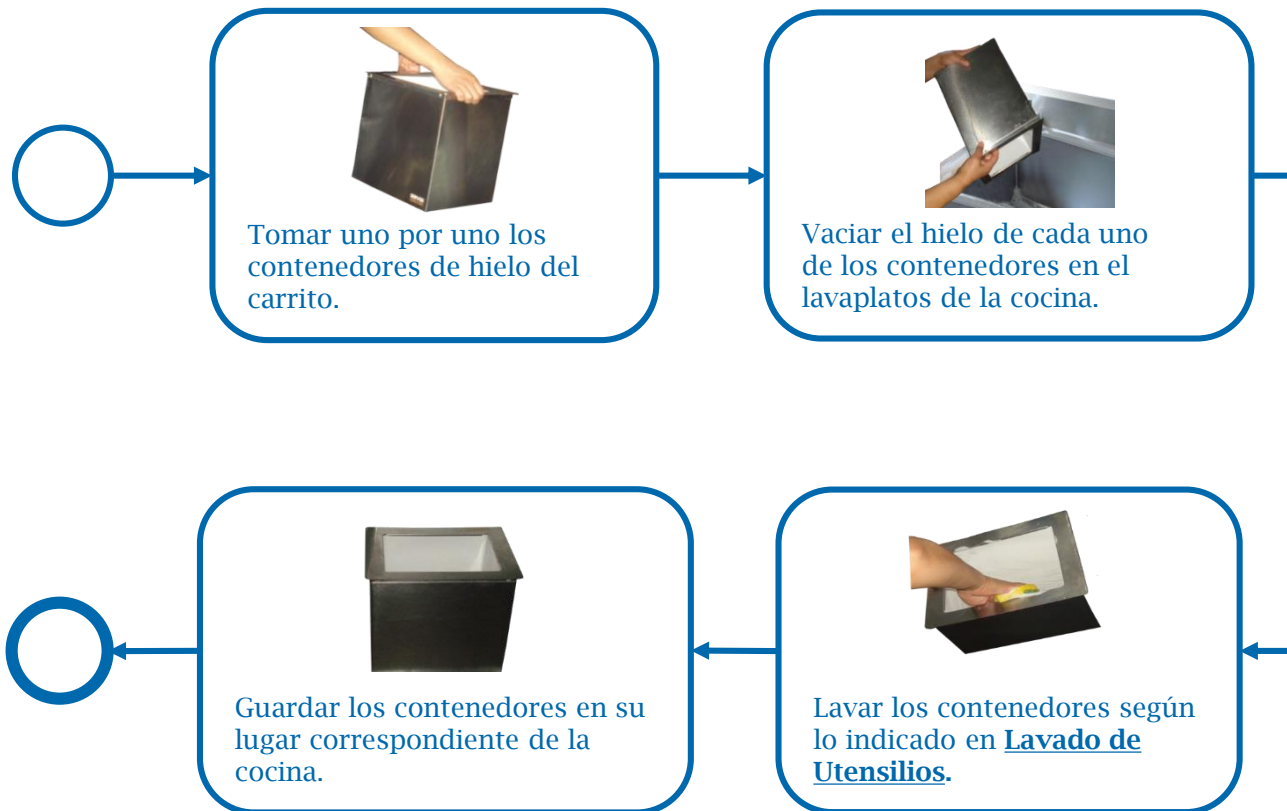 Tomar uno por uno los
contenedores de hielo del
carrito.
Vaciar el hielo de cada uno
de los contenedores en el
lavaplatos de la cocina.
Guardar los contenedores en su
lugar correspondiente de la
cocina.
Lavar los contenedores según
lo indicado en Lavado de
Utensilios.